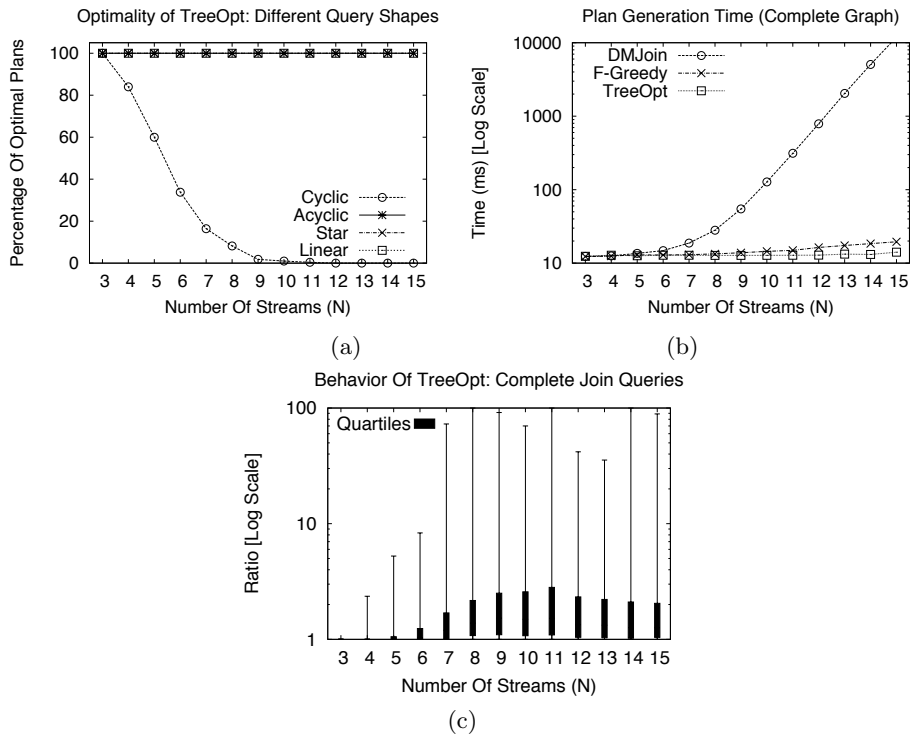 Optimality of TreeOpt: Different Query Shapes
Percentage Of Optimal Plans
100
80
60
40
20
0
Cyclic
Acyclic
Star
Linear
3 4 5 6 7 8 9 10 11 12 13 14 15
Number Of Streams (N)
(a)
Plan Generation Time (Complete Graph)
Time (ms) [Log Scale]
10000
1000
100
10
DMJoin
F-Greedy
TreeOpt
3 4 5 6 7 8 9 10 11 12 13 14 15
Number Of Streams (N)
(b)
Behavior Of TreeOpt: Complete Join Queries
Ratio [Log Scale]
100
10
1
Quartiles
3 4 5 6 7 8 9 10 11 12 13 14 15
Number Of Streams (N)
(c)